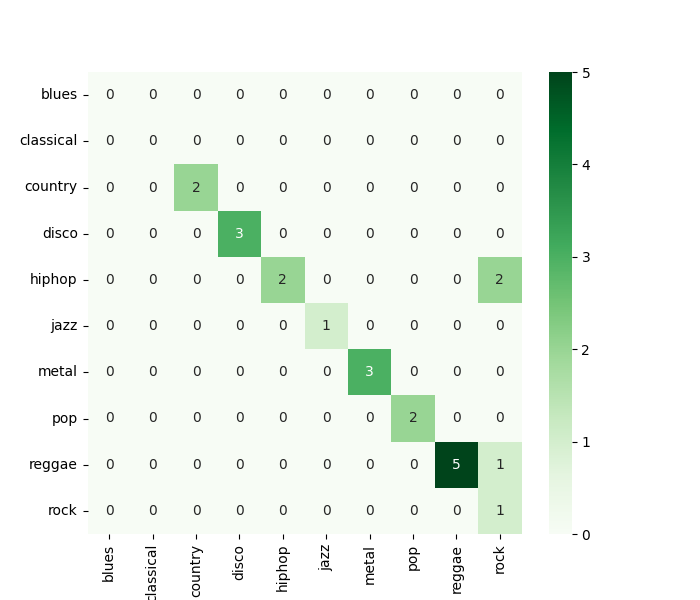 blues 0 0 0 0 0 0 0 0 0 0
classical 0 0 0 0 0 0 0 0 0 0
country 0 0 2 0 0 0 0 0 0 0
disco 0 0 0 3 0 0 0 0 0 0
hiphop 0 0 0 0 2 0 0 0 0 2
jazz 0 0 0 0 0 1 0 0 0 0
metal 0 0 0 0 0 0 3 0 0 0
pop 0 0 0 0 0 0 0 2 0 0
reggae 0 0 0 0 0 0 0 0 5 1
rock 0 0 0 0 0 0 0 0 0 1
blues classical country disco hiphop jazz metal pop reggae rock
5
4
3
2
1
0